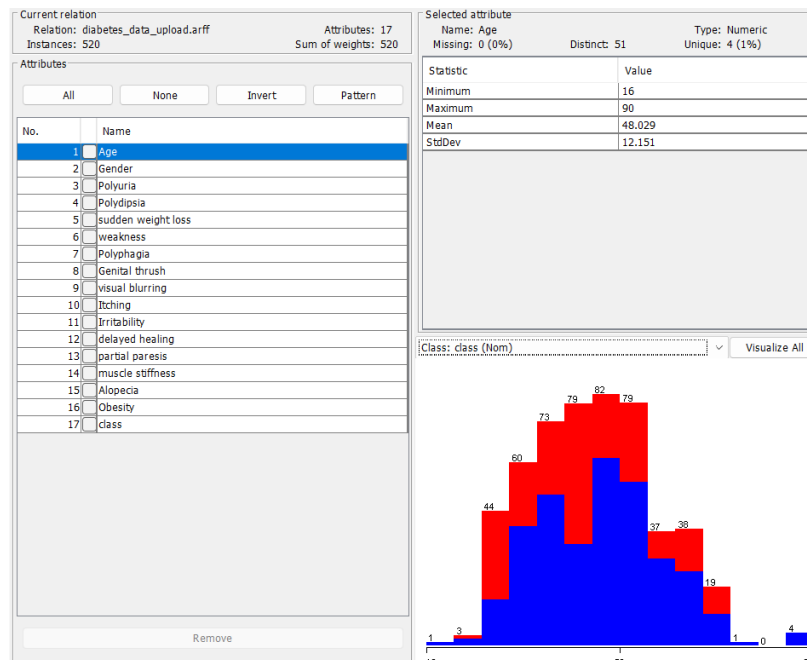 Current relation
Relation: diabetes_data_upload.arff Attributes: 17
Instances: 520 Sum of weights: 520
Attributes
All None Invert Pattern
No. Name
1 Age
2 Gender
3 Polyuria
4 Polydipsia
5 sudden weight loss
6 weakness
7 Polyphagia
8 Genital thrush
9 visual blurring
10 Itching
11 Irritability
12 delayed healing
13 partial paresis
14 muscle stiffness
15 Alopecia
16 Obesity
17 class
Remove
Selected attribute
Name: Age Type: Numeric
Missing: 0 (0%) Distinct: 51 Unique: 4 (1%)
Statistic Value
Minimum 16
Maximum 90
Mean 48.029
StdDev 12.151
Class: class (Nom) Visualize All
82
79 79
73
60
44
37 38
19
1 3 1 0 4